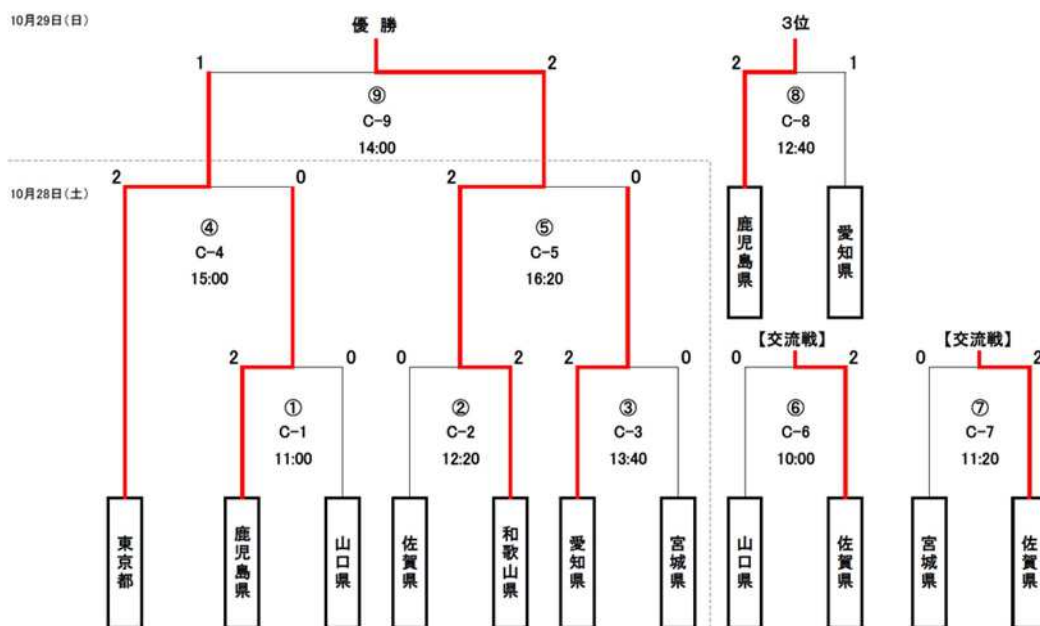 10月29日(日)
優 勝
3位
1
2
2
1
⑨
C-9
14:00
⑧
C-8
12:40
10月28日(土)
2
0
2
0
④
C-4
15:00
⑤
C-5
16:20
鹿児島県
愛知県
【交流戦】
【交流戦】
2
0
0
2
2
0
0
2
0
2
①
C-1
11:00
②
C-2
12:20
③
C-3
13:40
⑥
C-6
10:00
⑦
C-7
11:20
東京都
鹿児島県
山口県
佐賀県
和歌山県
愛知県
宮城県
山口県
佐賀県
宮城県
佐賀県